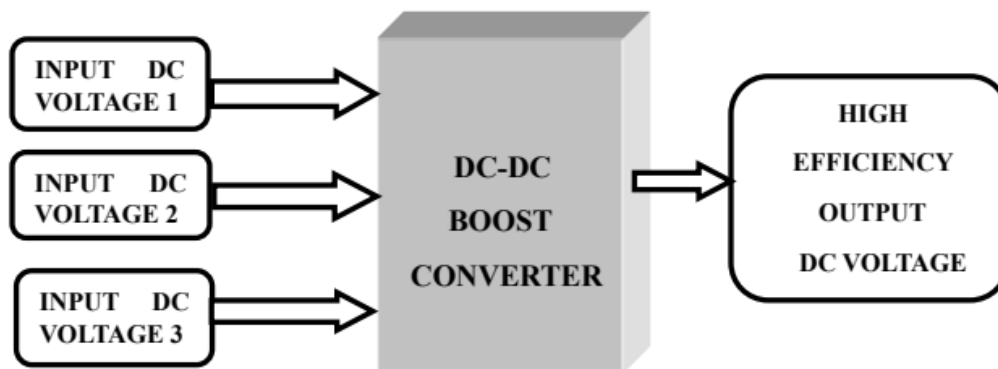 INPUT DC
VOLTAGE 1
INPUT DC
VOLTAGE 2
INPUT DC
VOLTAGE 3
DC-DC
BOOST
CONVERTER
HIGH
EFFICIENCY
OUTPUT
DC VOLTAGE